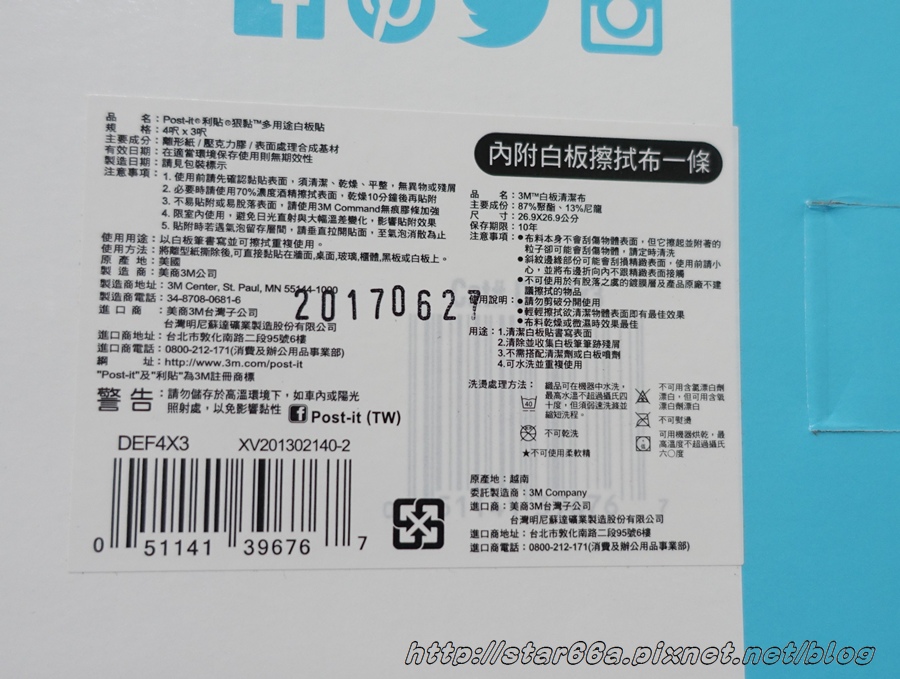 品　　名：Post-it®利貼®狠黏™多用途白板貼
規　　格：4呎 x 3呎
主要成分：離形紙 / 壓克力膠 / 表面處理合成基材
有效日期：在適當環境保存使用則無期效性
製造日期：請見包裝標示
注意事項：1. 使用前請先確認黏貼表面，須清潔、乾燥、平整，無異物或殘屑
2. 必要時請使用70%濃度酒精擦拭表面，乾燥10分鐘後再黏貼
3. 不易貼附或易脫落表面，請使用3M Command無痕膠條加強
4. 限室內使用，避免日光直射與大幅溫差變化，影響黏貼附效果
5. 貼附時若遇氣泡留存層間，請垂直拉開貼面，至氣泡消散為止
使用用途：以白板筆書寫並可擦拭重複使用。
使用方法：將離型紙撕除後,可直接黏貼在牆面,桌面,玻璃,櫃體,黑板或白板上。
原 產 地：美國
製 造 商：美商3M公司
製造商地址：3M Center, St. Paul, MN 55144-1000
製造商電話：34-8708-0681-6
20170627
進 口 商：美商3M台灣子公司
台灣明尼蘇達礦業製造股份有限公司
進口商地址：台北市敦化南路二段95號6樓
進口商電話：0800-212-171(消費及辦公用品事業部)
網　　址：http://www.3m.com/post-it
"Post-it"及"利貼"為3M註冊商標
警告：請勿儲存於高溫環境下，如車內或陽光
照射處，以免影響黏性 Post-it (TW)
DEF4X3 XV201302140-2
0 51141 39676 7
內附白板擦拭布一條
品　　名：3M™白板清潔布
主要成份：87%聚酯、13%尼龍
尺　　寸：26.9X26.9公分
保存期限：10年
注意事項：●布料本身不會刮傷物體表面，但它擦起並附著的
粒子卻可能會刮傷物體，請定時清洗
●斜紋邊緣部份可能會刮損精緻表面，使用前請小
心，並將布邊折向內不跟精緻表面接觸
●不可使用於有脫落之虞的鍍膜層及產品原廠不建
議擦拭的物品
使用說明：●請勿剪破分開使用
●輕輕擦拭欲清潔物體表面即有最佳效果
●布料乾燥或微濕時效果最佳
用途：1.清潔白板貼書寫表面
2.清除並收集白板筆筆跡殘屑
3.不需搭配清潔劑或白板噴劑
4.可水洗並重複使用
洗燙處理方法：
40
織品可在機器中水洗，
最高水溫不超過攝氏四
十度，但須弱速洗滌並
縮短洗程。
不可乾洗
★不可使用柔軟精
不可用含氯漂白劑
漂白，但可用含氧
漂白劑漂白
不可熨燙
可用機器烘乾，最
高溫度不超過攝氏
六〇度
原產地：越南
委託製造商：3M Company
進口商：美商3M台灣子公司
台灣明尼蘇達礦業製造股份有限公司
進口商地址：台北市敦化南路二段95號6樓
進口商電話：0800-212-171(消費及辦公用品事業部)
http://star66a.pixnet.net/blog